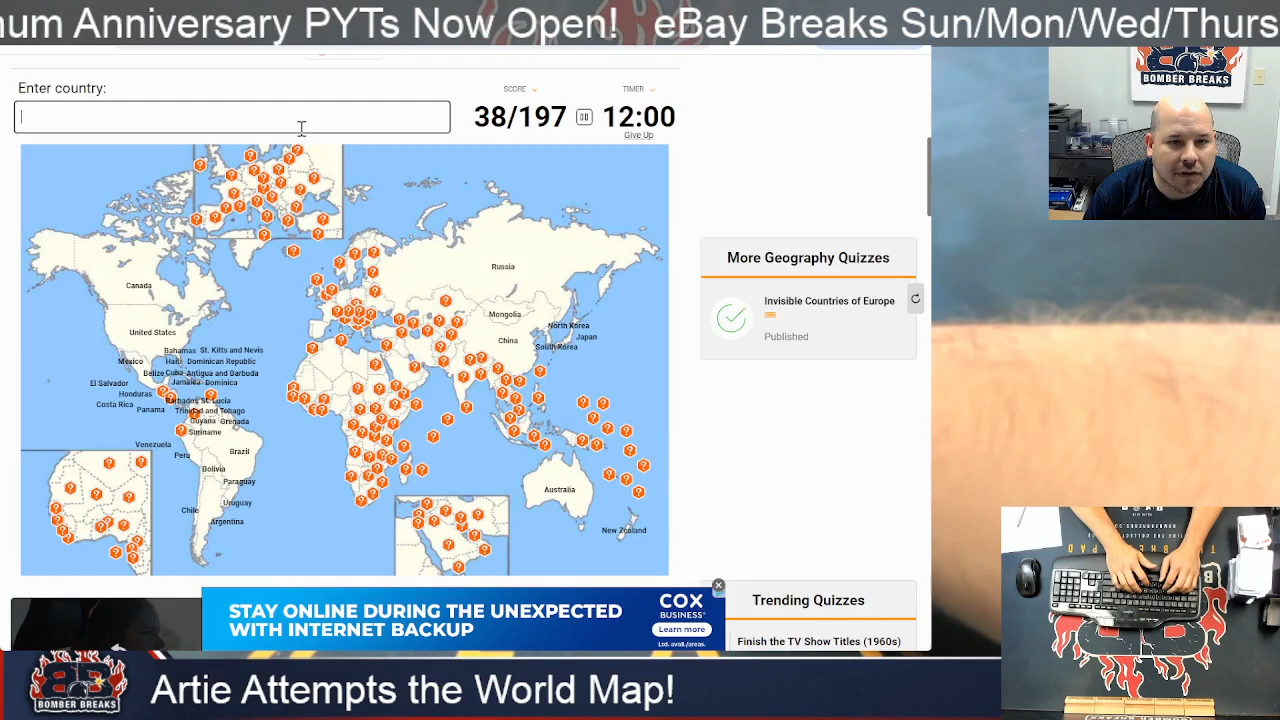 num Anniversary PYTs Now Open! eBay Breaks Sun/Mon/Wed/Thurs
Enter country:
SCORE
TIMER
38/197
12:00
Give Up
Canada
United States
Mexico
Bahamas
St. Kitts and Nevis
Haiti
Dominican Republic
Belize
Cuba
Antigua and Barbuda
Jamaica
Dominica
El Salvador
Honduras
Costa Rica
Panama
Barbados
St. Lucia
Trinidad and Tobago
Guyana
Grenada
Suriname
Venezuela
Peru
Brazil
Bolivia
Paraguay
Uruguay
Chile
Argentina
Russia
Mongolia
China
North Korea
Japan
South Korea
Australia
New Zealand
More Geography Quizzes
Invisible Countries of Europe
Published
Trending Quizzes
Finish the TV Show Titles (1960s)
STAY ONLINE DURING THE UNEXPECTED
WITH INTERNET BACKUP
COX
BUSINESS
Learn more
Ltd. avail./areas.
BOMBER BREAKS
BOMBER BREAKS
Artie Attempts the World Map!